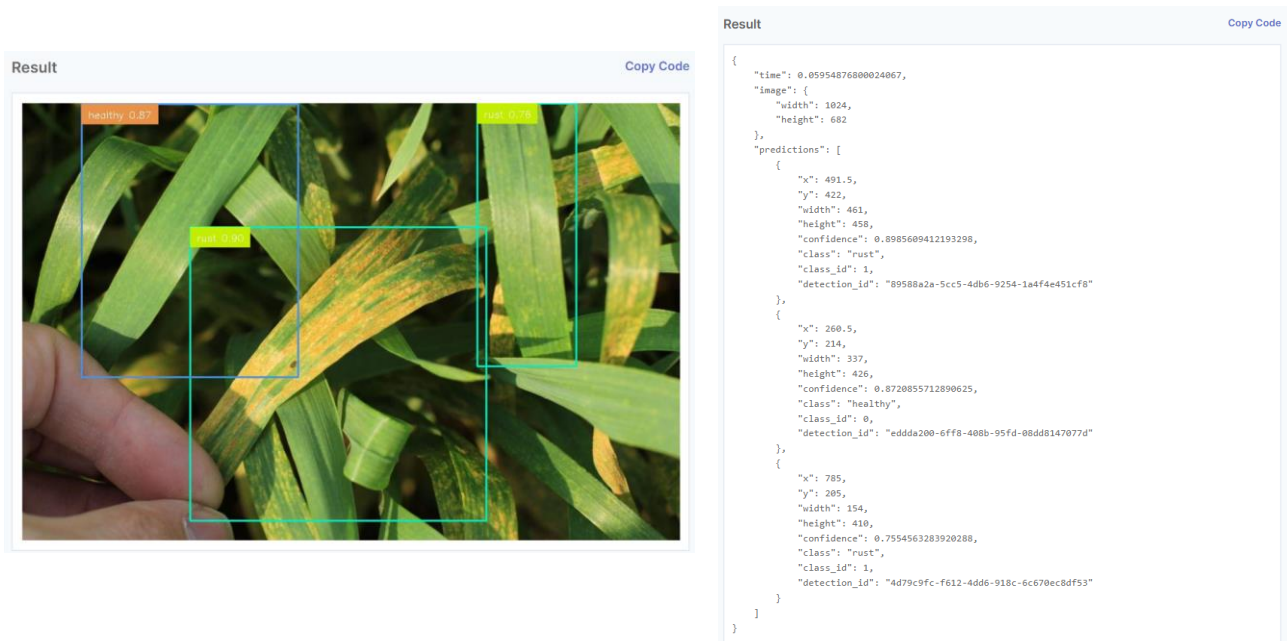 Result
Copy Code
healthy 0.87
rust 0.76
rust 0.90
Result
Copy Code
{
"time": 0.05954876800024067,
"image": {
"width": 1024,
"height": 682
},
"predictions": [
{
"x": 491.5,
"y": 422,
"width": 461,
"height": 458,
"confidence": 0.8985609412193298,
"class": "rust",
"class_id": 1,
"detection_id": "89588a2a-5cc5-4db6-9254-1a4f4e451cf8"
},
{
"x": 260.5,
"y": 214,
"width": 337,
"height": 426,
"confidence": 0.8720855712890625,
"class": "healthy",
"class_id": 0,
"detection_id": "eddda200-6ff8-408b-95fd-08dd8147077d"
},
{
"x": 785,
"y": 205,
"width": 154,
"height": 410,
"confidence": 0.7554563283920288,
"class": "rust",
"class_id": 1,
"detection_id": "4d79c9fc-f612-4dd6-918c-6c670ec8df53"
}
]
}